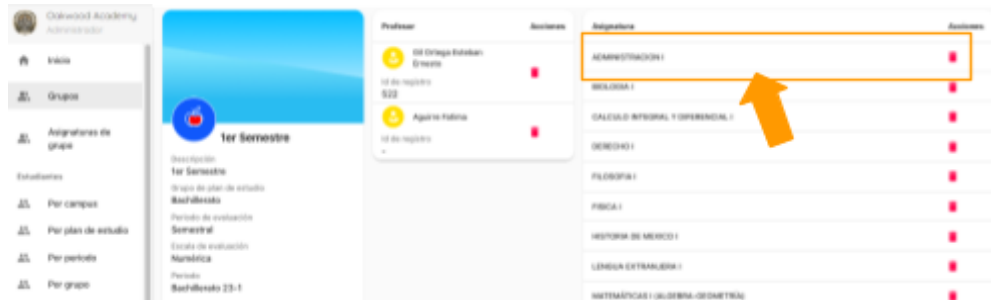 Oakwood Academy
Administrador
Inicio
Grupos
Asignaturas de
grupo
Estudiantes
Por campus
Por plan de estudio
Por periodo
Por grupo
1er Semestre
Descripción
1er Semestre
Grupo de plan de estudio
Bachillerato
Periodo de evaluación
Semestral
Escala de evaluación
Numérica
Periodo
Bachillerato 23-1
Profesor Acciones
Gil Ortega Esteban
Ernesto
Id de registro
522
Aguirre Fatima
Id de registro
-
Asignatura Acciones
ADMINISTRACION I
BIOLOGIA I
CALCULO INTEGRAL Y DIFERENCIAL I
DERECHO I
FILOSOFIA I
FISICA I
HISTORIA DE MEXICO I
LENGUA EXTRANJERA I
MATEMÁTICAS I (ALGEBRA-GEOMETRÍA)